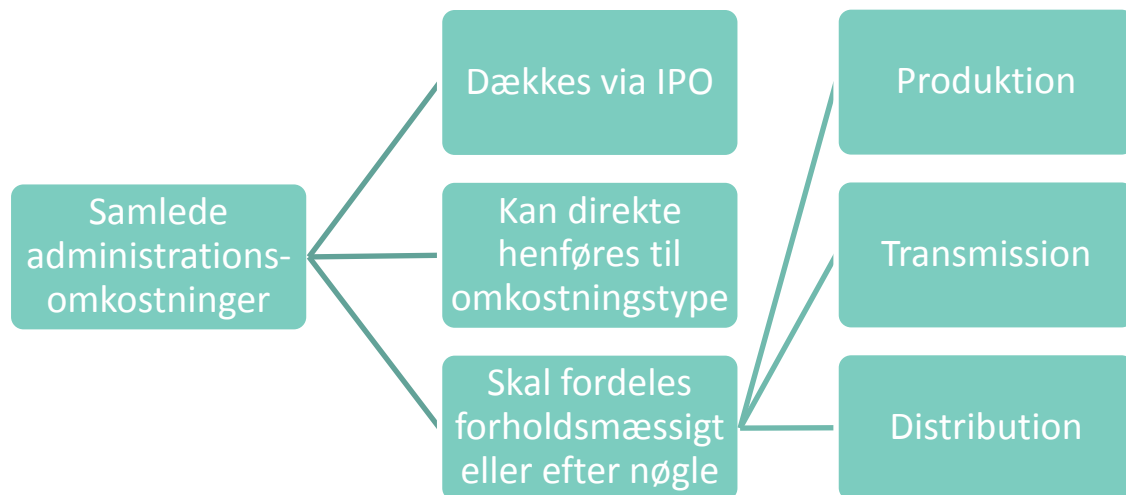 Samlede
administrations-
omkostninger
Dækkes via IPO
Kan direkte
henføres til
omkostningstype
Skal fordeles
forholdsmæssigt
eller efter nøgle
Produktion
Transmission
Distribution